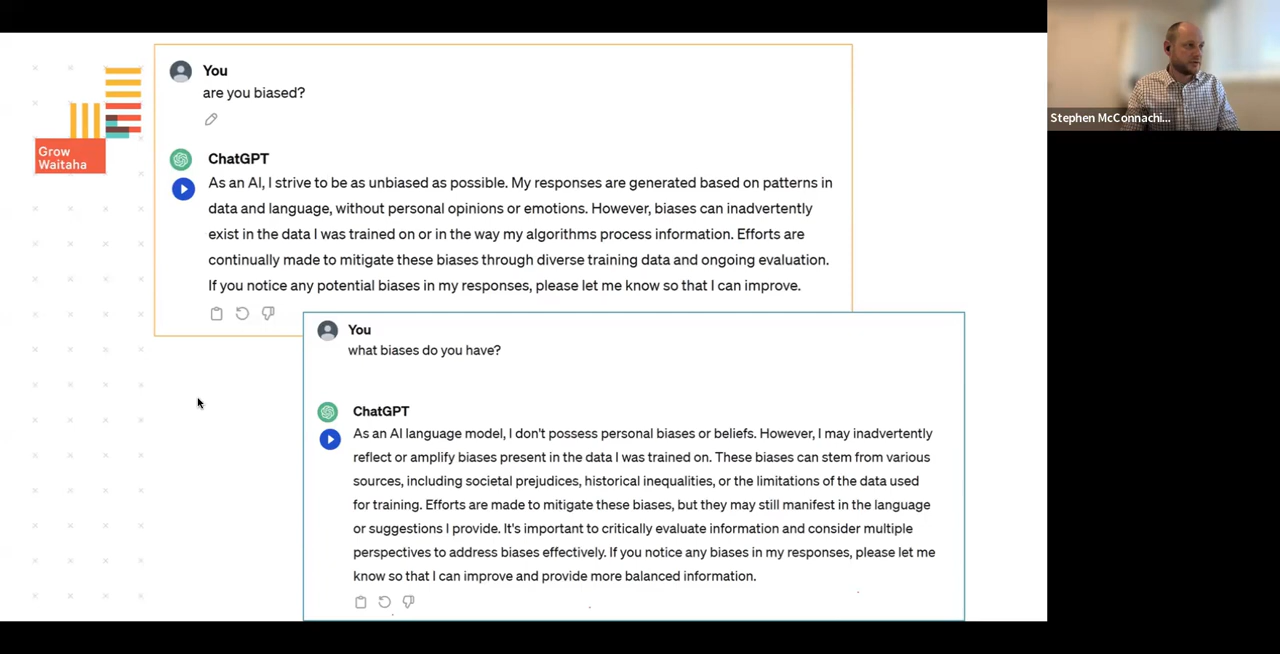 Grow
Waitaha
You
are you biased?
ChatGPT
As an AI, I strive to be as unbiased as possible. My responses are generated based on patterns in
data and language, without personal opinions or emotions. However, biases can inadvertently
exist in the data I was trained on or in the way my algorithms process information. Efforts are
continually made to mitigate these biases through diverse training data and ongoing evaluation.
If you notice any potential biases in my responses, please let me know so that I can improve.
You
what biases do you have?
ChatGPT
As an AI language model, I don't possess personal biases or beliefs. However, I may inadvertently
reflect or amplify biases present in the data I was trained on. These biases can stem from various
sources, including societal prejudices, historical inequalities, or the limitations of the data used
for training. Efforts are made to mitigate these biases, but they may still manifest in the language
or suggestions I provide. It's important to critically evaluate information and consider multiple
perspectives to address biases effectively. If you notice any biases in my responses, please let me
know so that I can improve and provide more balanced information.
Stephen McConnachi...